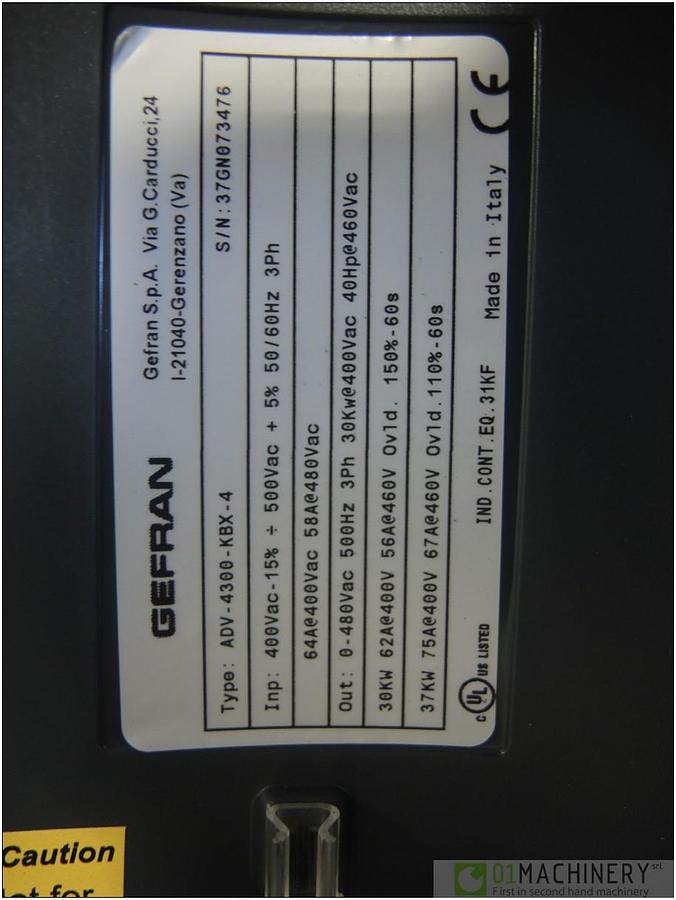 GEFRAN
Gefran S.p.A. Via G.Carducci,24
I-21040-Gerenzano (Va)
Type: ADV-4300-KBX-4 S/N:37GN073476
Inp: 400Vac-15% ÷ 500Vac + 5% 50/60Hz 3Ph
64A@400Vac 58A@480Vac
Out: 0-480Vac 500Hz 3Ph 30Kw@400Vac 40Hp@460Vac
30KW 62A@400V 56A@460V Ovld. 150%-60s
37KW 75A@400V 67A@460V Ovld.110%-60s
C UL US LISTED IND.CONT.EQ.31KF Made in Italy CE
Caution
01MACHINERY srl
First in second hand machinery